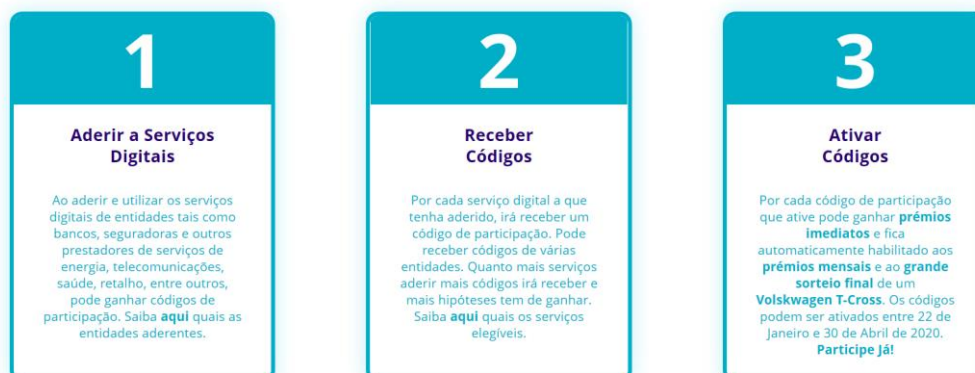 1
Aderir a Serviços
Digitais
Ao aderir e utilizar os serviços
digitais de entidades tais como
bancos, seguradoras e outros
prestadores de serviços de
energia, telecomunicações,
saúde, retalho, entre outros,
pode ganhar códigos de
participação. Saiba aqui quais as
entidades aderentes.
2
Receber
Códigos
Por cada serviço digital a que
tenha aderido, irá receber um
código de participação. Pode
receber códigos de várias
entidades. Quanto mais serviços
aderir mais códigos irá receber e
mais hipóteses tem de ganhar.
Saiba aqui quais os serviços
elegíveis.
3
Ativar
Códigos
Por cada código de participação
que ative pode ganhar prémios
imediatos e fica
automaticamente habilitado aos
prémios mensais e ao grande
sorteio final de um
Volskwagen T-Cross. Os códigos
podem ser ativados entre 22 de
Janeiro e 30 de Abril de 2020.
Participe Já!